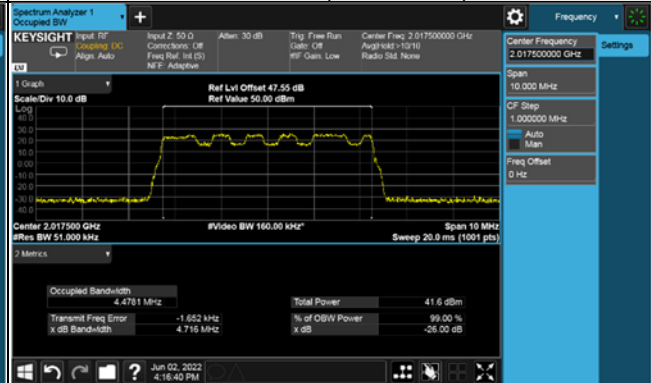 Spectrum Analyzer 1
Occupied BW
+
Frequency
KEYSIGHT
Input: RF
Coupling: DC
Align: Auto
Input Z: 50 Ω
Corrections: Off
Freq Ref: Int (S)
NFE: Adaptive
Atten: 30 dB
Trig: Free Run
Gate: Off
#IF Gain: Low
Center Freq: 2.017500000 GHz
Avg|Hold:>10/10
Radio Std: None
Center Frequency
2.017500000 GHz
Settings
Span
10.000 MHz
CF Step
1.000000 MHz
Auto
Man
Freq Offset
0 Hz
1 Graph
Scale/Div 10.0 dB
Ref Lvl Offset 47.55 dB
Ref Value 50.00 dBm
Log
40.0
30.0
20.0
10.0
0.00
-10.0
-20.0
-30.0
-40.0
Center 2.017500 GHz
#Res BW 51.000 kHz
#Video BW 160.00 kHz*
Span 10 MHz
Sweep 20.0 ms (1001 pts)
2 Metrics
Occupied Bandwidth
4.4781 MHz
Total Power
41.6 dBm
Transmit Freq Error
-1.652 kHz
% of OBW Power
99.00 %
x dB Bandwidth
4.716 MHz
x dB
-26.00 dB
?
Jun 02, 2022
4:16:40 PM